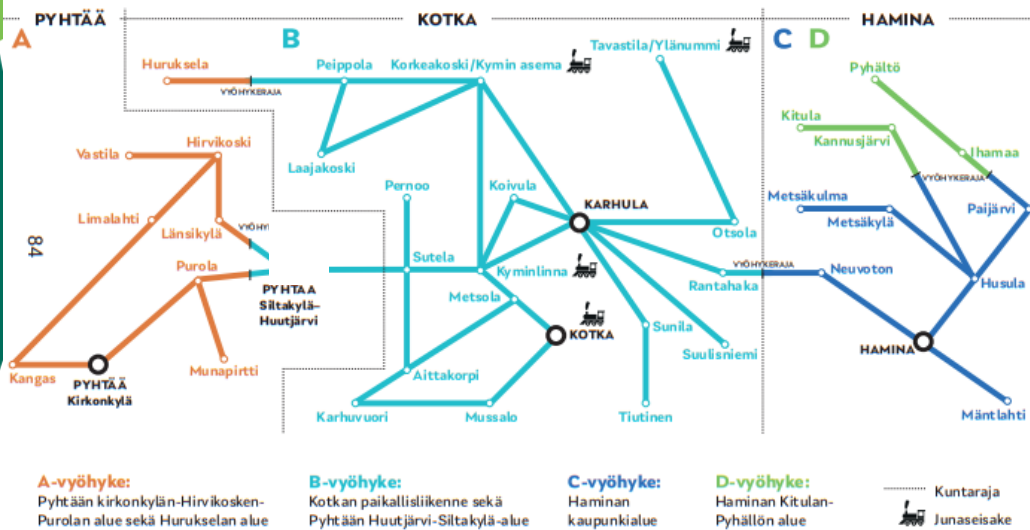 PYHTÄÄ
KOTKA
HAMINA
A
B
C D
Huruksela
VYÖHYKERAJA
Peippola
Korkeakoski/Kymin asema
Tavastila/Ylänummi
Pyhältö
Kitula
Kannusjärvi
Ihamaa
VYÖHYKERAJA
Vastila
Hirvikoski
Laajakoski
Pernoo
Koivula
KARHULA
Otsola
Metsäkulma
Metsäkylä
Paijärvi
Limalahti
Länsikylä
84
Purola
Sutela
Kyminlinna
VYÖHYKERAJA
Rantahaka
Neuvoton
Husula
PYHTÄÄ
Siltakylä–
Huutjärvi
Metsola
KOTKA
Sunila
Suulisniemi
HAMINA
Kangas
PYHTÄÄ
Kirkonkylä
Munapirtti
Aittakorpi
Karhuvuori
Mussalo
Tiutinen
Mäntlahti
A-vyöhyke:
Pyhtään kirkonkylän-Hirvikosken-
Purolan alue sekä Hurukselan alue
B-vyöhyke:
Kotkan paikallisliikenne sekä
Pyhtään Huutjärvi-Siltakylä-alue
C-vyöhyke:
Haminan
kaupunkialue
D-vyöhyke:
Haminan Kitulan-
Pyhällön alue
Kuntaraja
Junaseisake